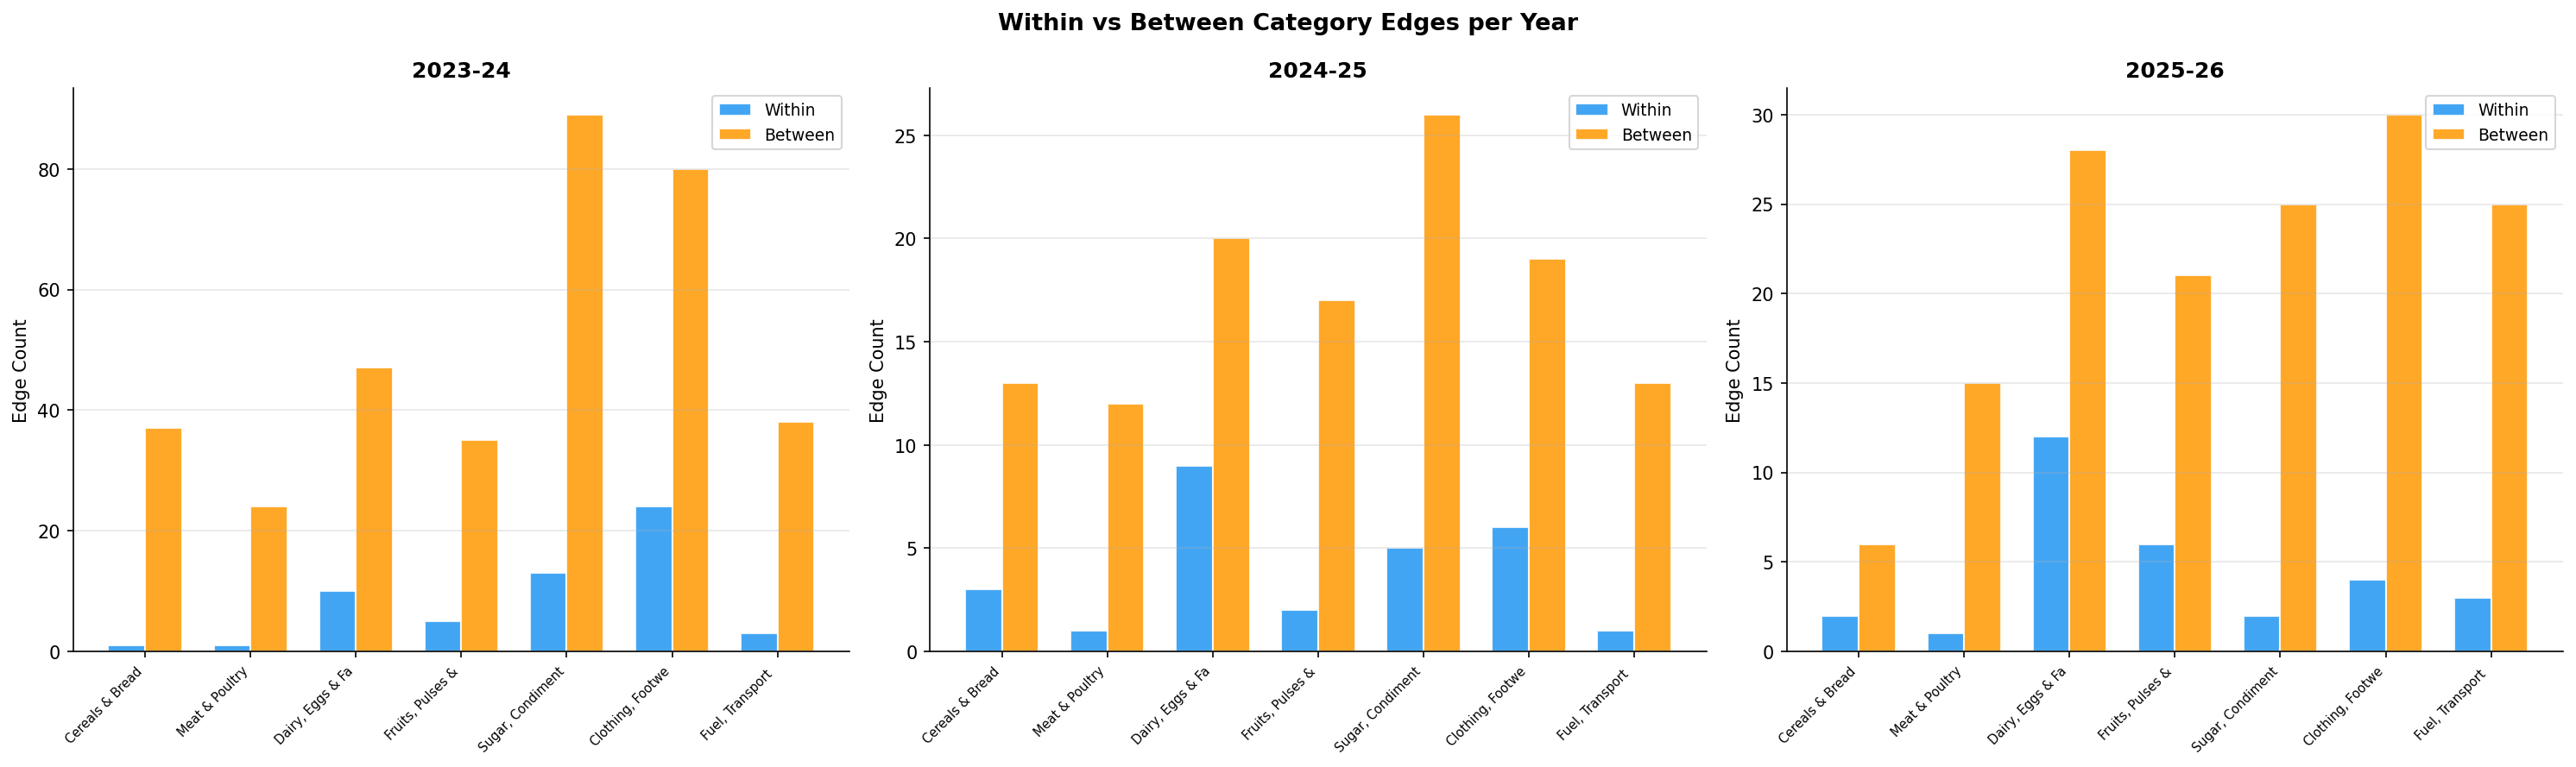 Within vs Between Category Edges per Year
2023-24
Within
Between
Edge Count
80
60
40
20
0
Cereals & Bread
Meat & Poultry
Dairy, Eggs & Fa
Fruits, Pulses &
Sugar, Condiment
Clothing, Footwe
Fuel, Transport
2024-25
Within
Between
Edge Count
25
20
15
10
5
0
Cereals & Bread
Meat & Poultry
Dairy, Eggs & Fa
Fruits, Pulses &
Sugar, Condiment
Clothing, Footwe
Fuel, Transport
2025-26
Within
Between
Edge Count
30
25
20
15
10
5
0
Cereals & Bread
Meat & Poultry
Dairy, Eggs & Fa
Fruits, Pulses &
Sugar, Condiment
Clothing, Footwe
Fuel, Transport